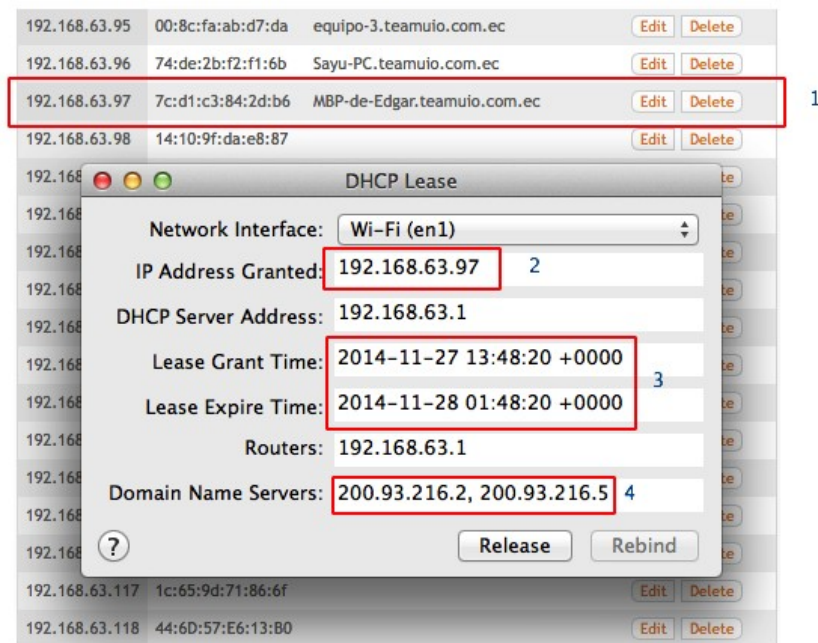 192.168.63.95 00:8c:fa:ab:d7:da equipo-3.teamuio.com.ec Edit Delete
192.168.63.96 74:de:2b:f2:f1:6b Sayu-PC.teamuio.com.ec Edit Delete
192.168.63.97 7c:d1:c3:84:2d:b6 MBP-de-Edgar.teamuio.com.ec Edit Delete 1
192.168.63.98 14:10:9f:da:e8:87 Edit Delete
DHCP Lease
Network Interface: Wi-Fi (en1)
IP Address Granted: 192.168.63.97 2
DHCP Server Address: 192.168.63.1
Lease Grant Time: 2014-11-27 13:48:20 +0000
3
Lease Expire Time: 2014-11-28 01:48:20 +0000
Routers: 192.168.63.1
Domain Name Servers: 200.93.216.2, 200.93.216.5 4
? Release Rebind
192.168.63.117 1c:65:9d:71:86:6f Edit Delete
192.168.63.118 44:6D:57:E6:13:B0 Edit Delete